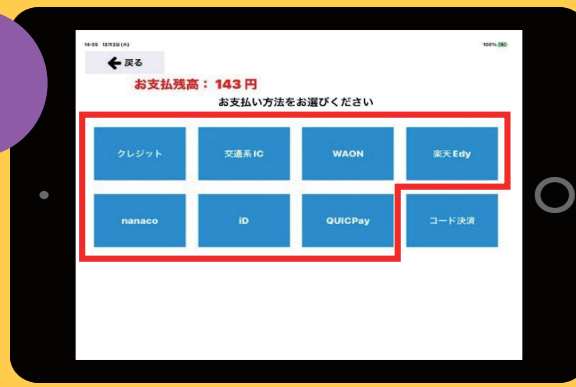 14:05 12月2日(木) 100%
戻る
お支払残高：143 円
お支払い方法をお選びください
クレジット 交通系 IC WAON 楽天 Edy
nanaco iD QUICPay コード決済